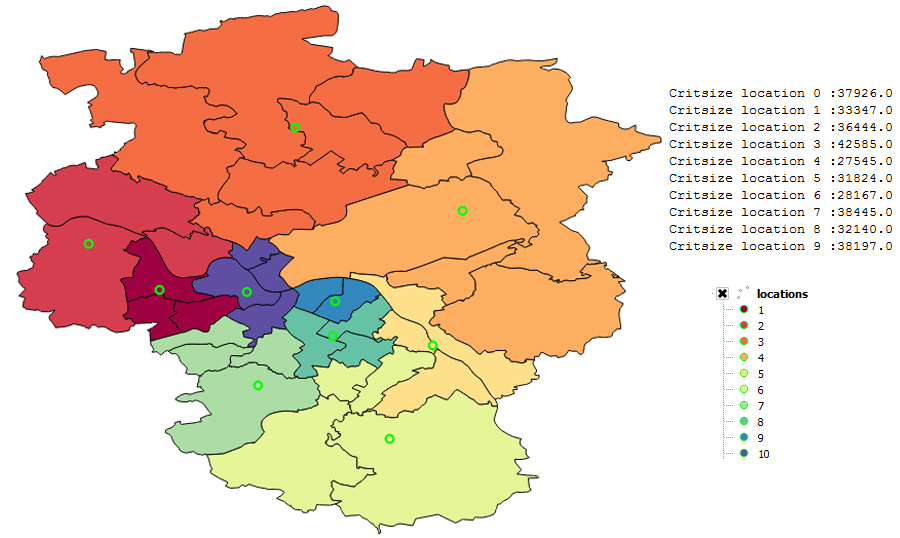 Critsize location 0 :37926.0
Critsize location 1 :33347.0
Critsize location 2 :36444.0
Critsize location 3 :42585.0
Critsize location 4 :27545.0
Critsize location 5 :31824.0
Critsize location 6 :28167.0
Critsize location 7 :38445.0
Critsize location 8 :32140.0
Critsize location 9 :38197.0
locations
1
2
3
4
5
6
7
8
9
10